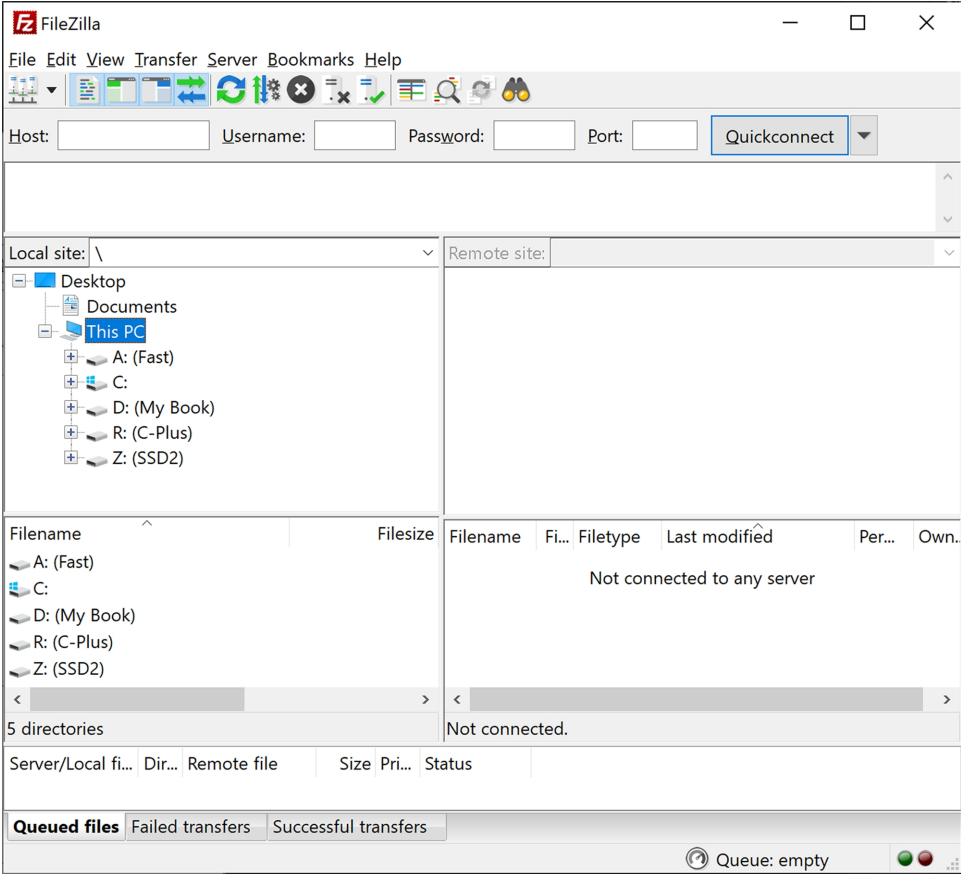 FileZilla
File Edit View Transfer Server Bookmarks Help
Host: Username: Password: Port: Quickconnect
Local site: \
Remote site:
Desktop
Documents
This PC
A: (Fast)
C:
D: (My Book)
R: (C-Plus)
Z: (SSD2)
Filename Filesize
A: (Fast)
C:
D: (My Book)
R: (C-Plus)
Z: (SSD2)
5 directories
Filename Fi... Filetype Last modified Per... Own..
Not connected to any server
Not connected.
Server/Local fi... Dir... Remote file Size Pri... Status
Queued files Failed transfers Successful transfers
Queue: empty